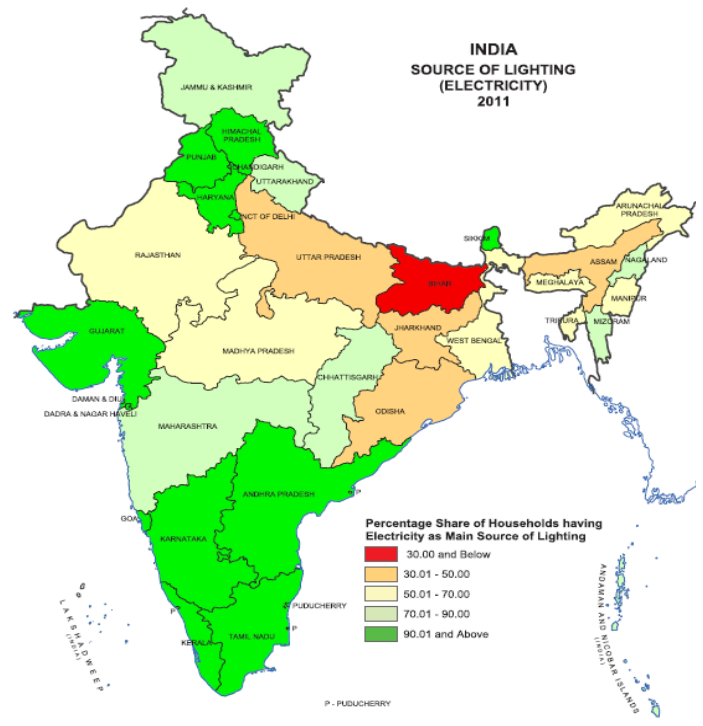 INDIA
SOURCE OF LIGHTING
(ELECTRICITY)
2011
JAMMU & KASHMIR
HIMACHAL
PRADESH
PUNJAB
CHANDIGARH
UTTARAKHAND
HARYANA
NCT OF DELHI
ARUNACHAL
PRADESH
SIKKIM
RAJASTHAN
UTTAR PRADESH
ASSAM
NAGALAND
BIHAR
MEGHALAYA
MANIPUR
TRIPURA
MIZORAM
GUJARAT
JHARKHAND
WEST BENGAL
MADHYA PRADESH
CHHATTISGARH
DAMAN & DIU
DADRA & NAGAR HAVELI
ODISHA
MAHARASHTRA
ANDHRA PRADESH
P
GOA
KARNATAKA
Percentage Share of Households having
Electricity as Main Source of Lighting
30.00 and Below
30.01 - 50.00
50.01 - 70.00
70.01 - 90.00
90.01 and Above
LAKSHADWEEP
(INDIA)
P
PUDUCHERRY
P
KERALA
TAMIL NADU
ANDAMAN AND NICOBAR ISLANDS
(INDIA)
P - PUDUCHERRY